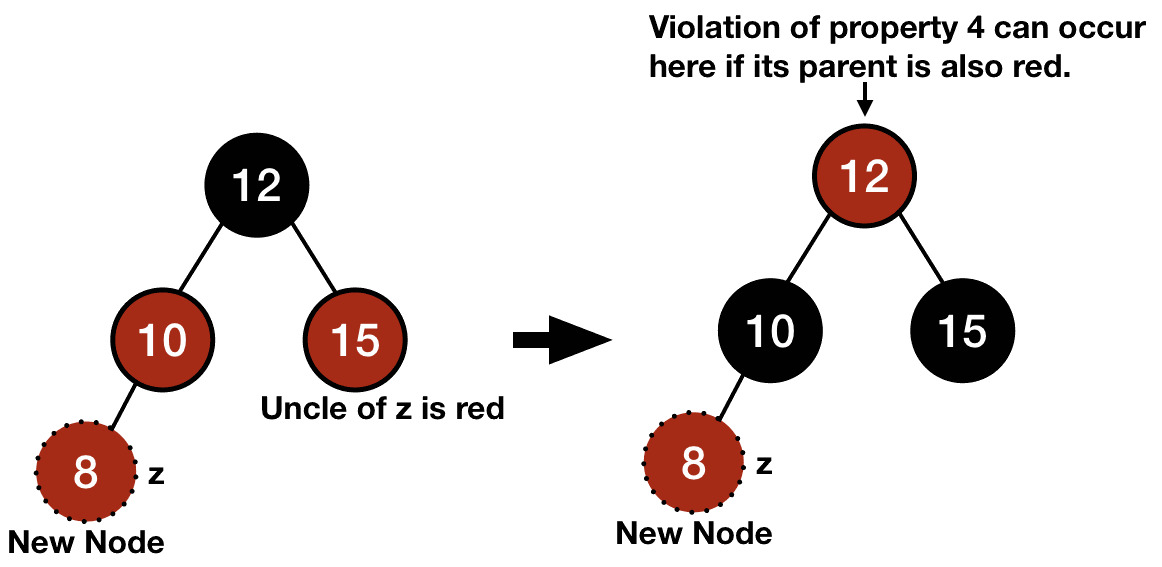 Violation of property 4 can occur
here if its parent is also red.
12
10
15
Uncle of z is red
8
z
New Node
12
10
15
8
z
New Node